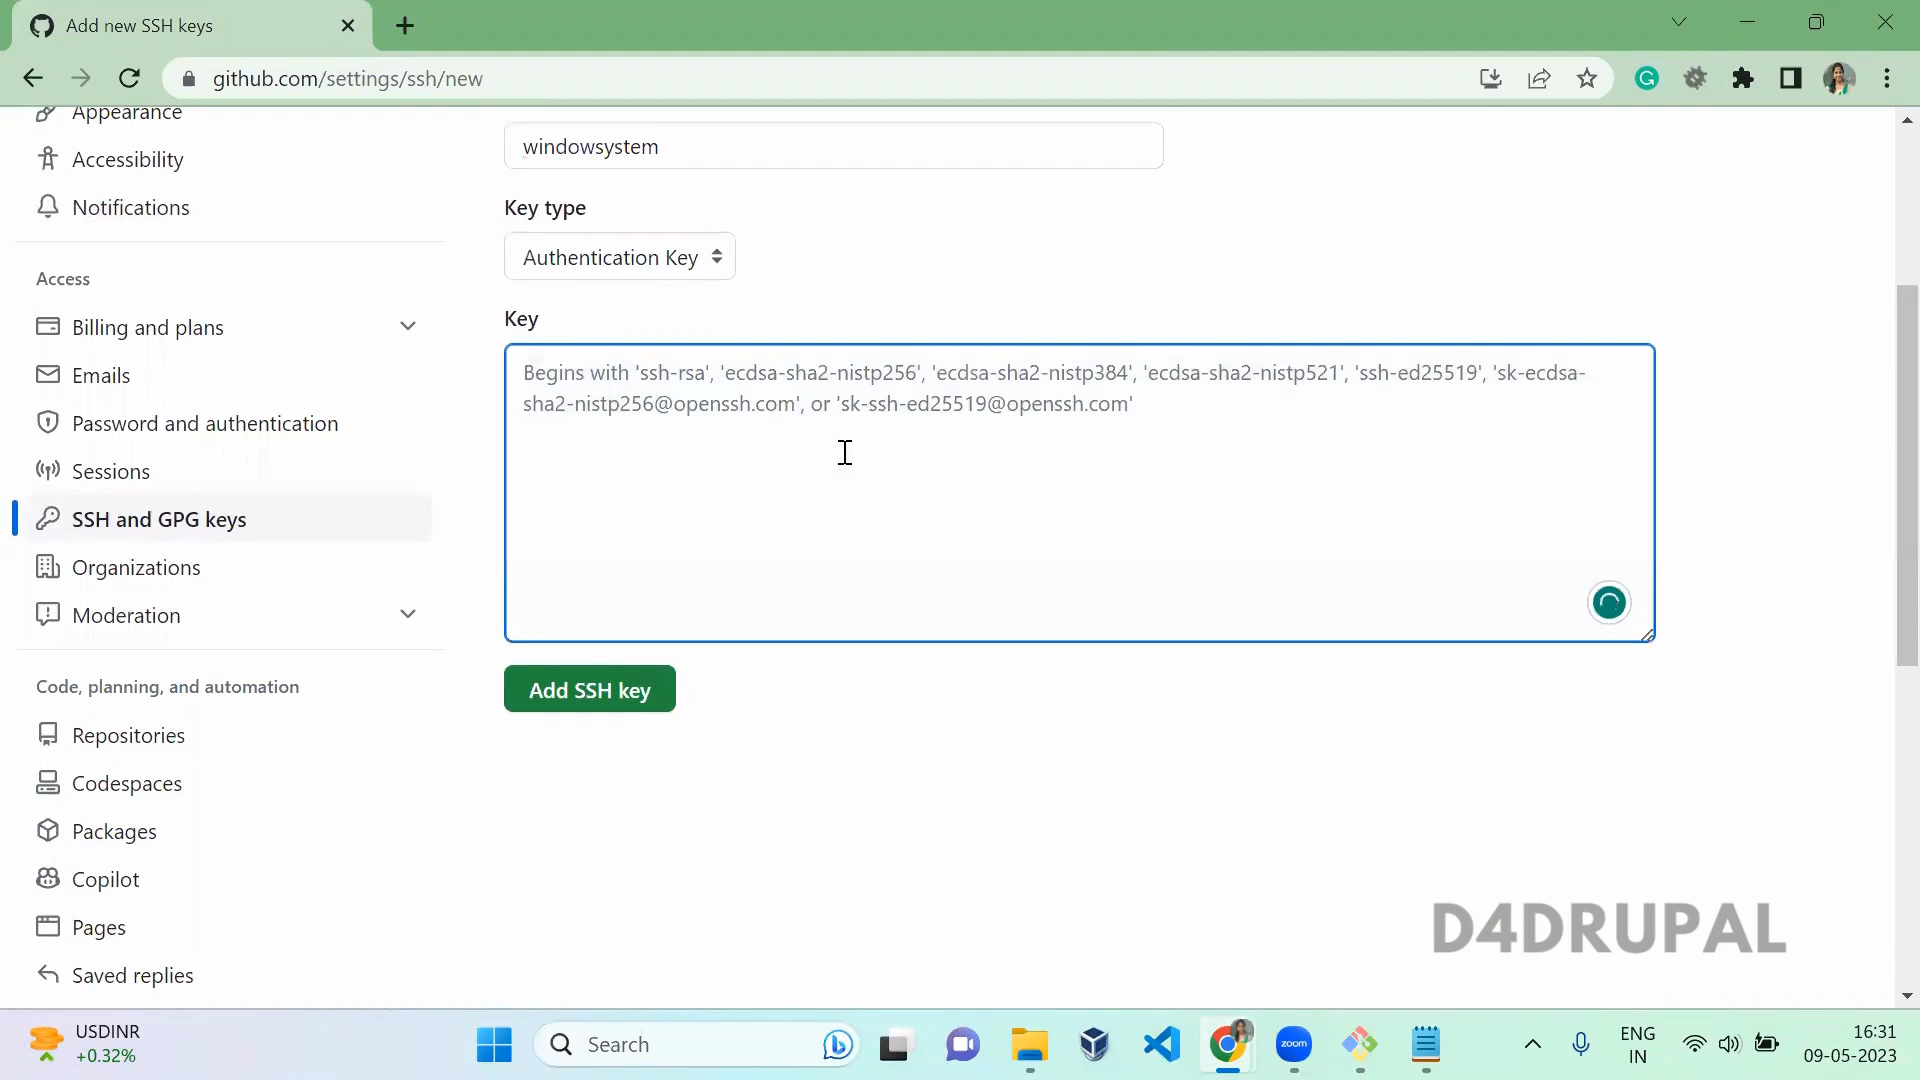 Add new SSH keys
github.com/settings/ssh/new
Appearance
Accessibility
Notifications
Access
Billing and plans
Emails
Password and authentication
Sessions
SSH and GPG keys
Organizations
Moderation
Code, planning, and automation
Repositories
Codespaces
Packages
Copilot
Pages
Saved replies
windowsystem
Key type
Authentication Key
Key
Begins with 'ssh-rsa', 'ecdsa-sha2-nistp256', 'ecdsa-sha2-nistp384', 'ecdsa-sha2-nistp521', 'ssh-ed25519', 'sk-ecdsa-
sha2-nistp256@openssh.com', or 'sk-ssh-ed25519@openssh.com'
Add SSH key
D4DRUPAL
USDINR
+0.32%
Search
zoom
ENG
IN
16:31
09-05-2023